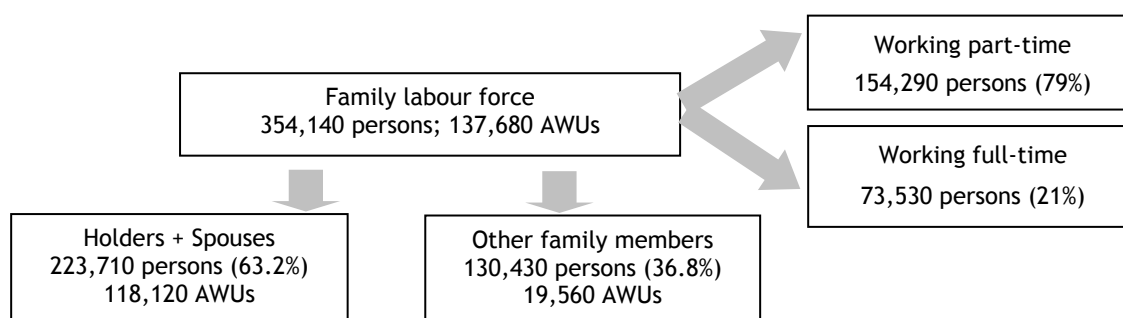 Working part-time
154,290 persons (79%)
Family labour force
354,140 persons; 137,680 AWUs
Working full-time
73,530 persons (21%)
Holders + Spouses
223,710 persons (63.2%)
118,120 AWUs
Other family members
130,430 persons (36.8%)
19,560 AWUs